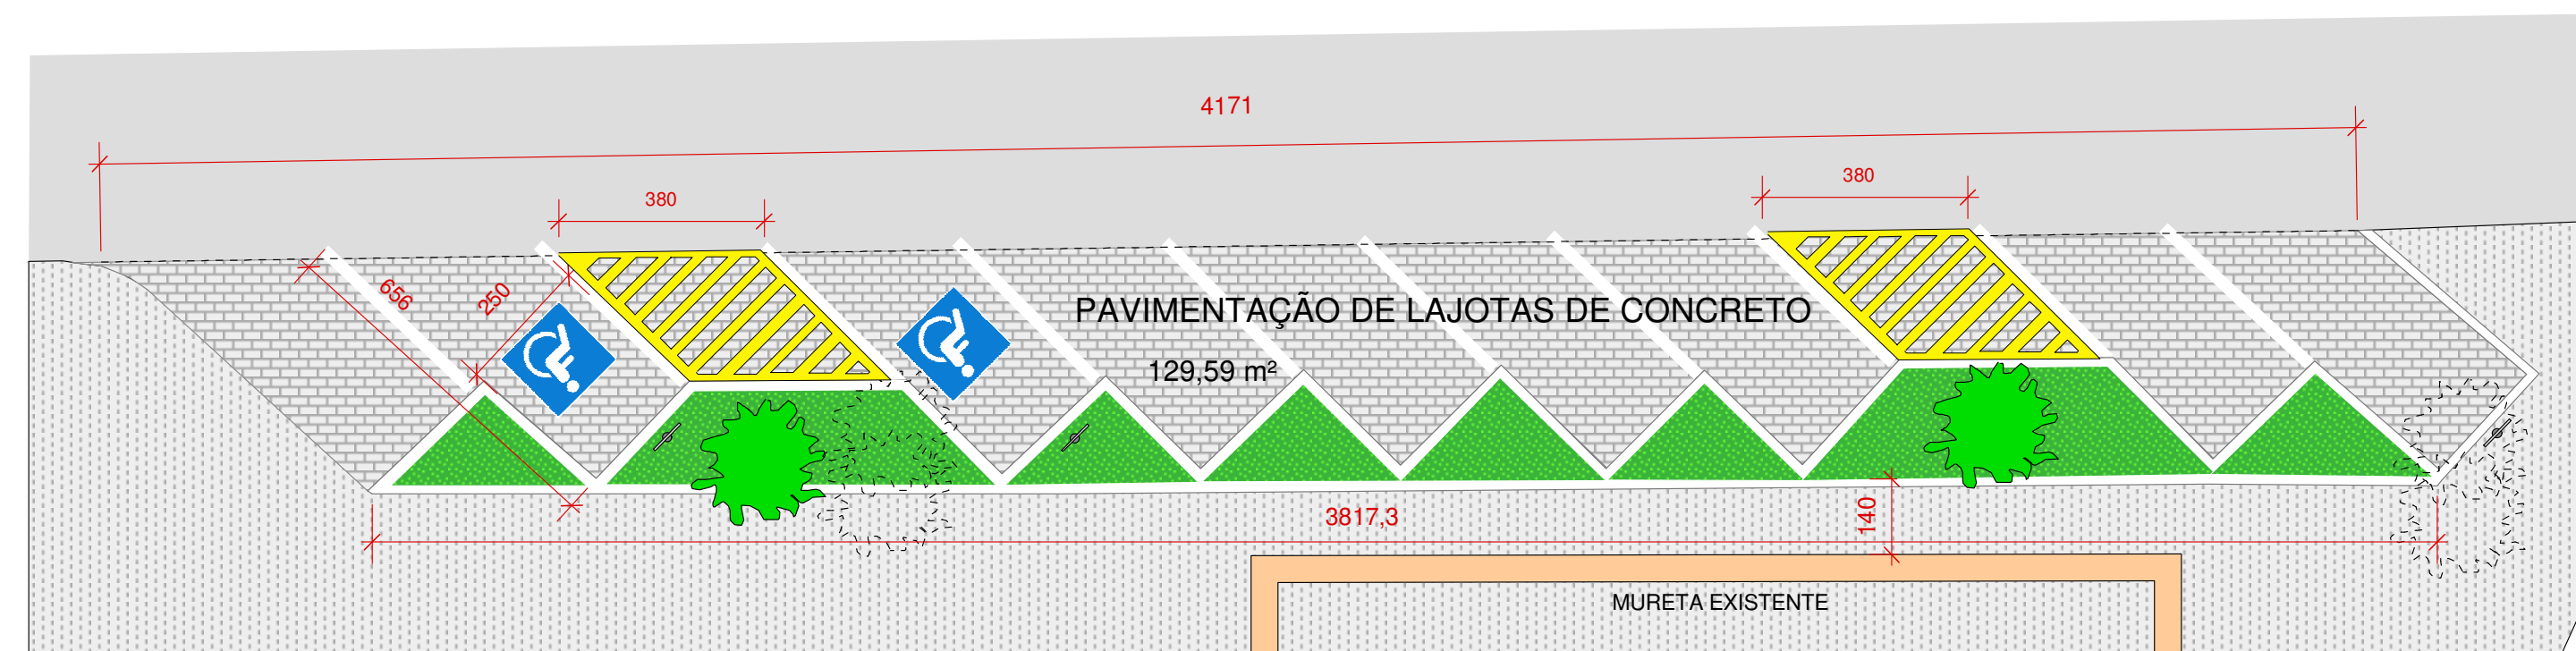 4171
380
380
656
250
PAVIMENTAÇÃO DE LAJOTAS DE CONCRETO
129,59 m²
3817,3
140
MURETA EXISTENTE